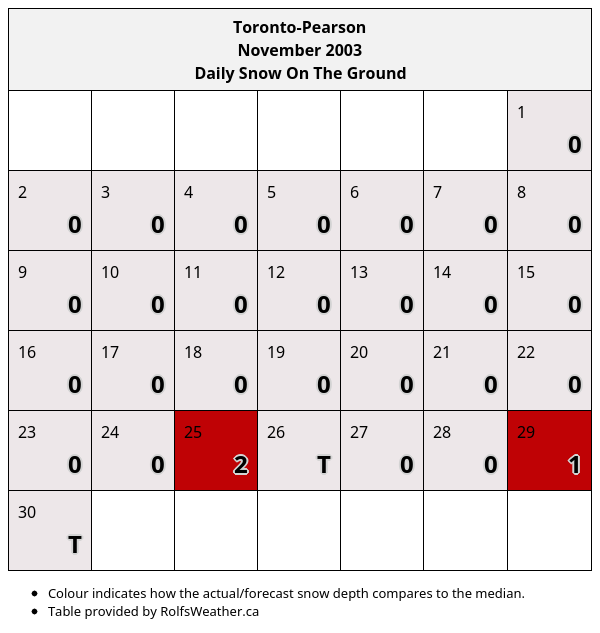 Toronto-Pearson
November 2003
Daily Snow On The Ground
1
0
2 3 4 5 6 7 8
0 0 0 0 0 0 0
9 10 11 12 13 14 15
0 0 0 0 0 0 0
16 17 18 19 20 21 22
0 0 0 0 0 0 0
23 24 25 26 27 28 29
0 0 2 T 0 0 1
30
T
• Colour indicates how the actual/forecast snow depth compares to the median.
• Table provided by RolfsWeather.ca